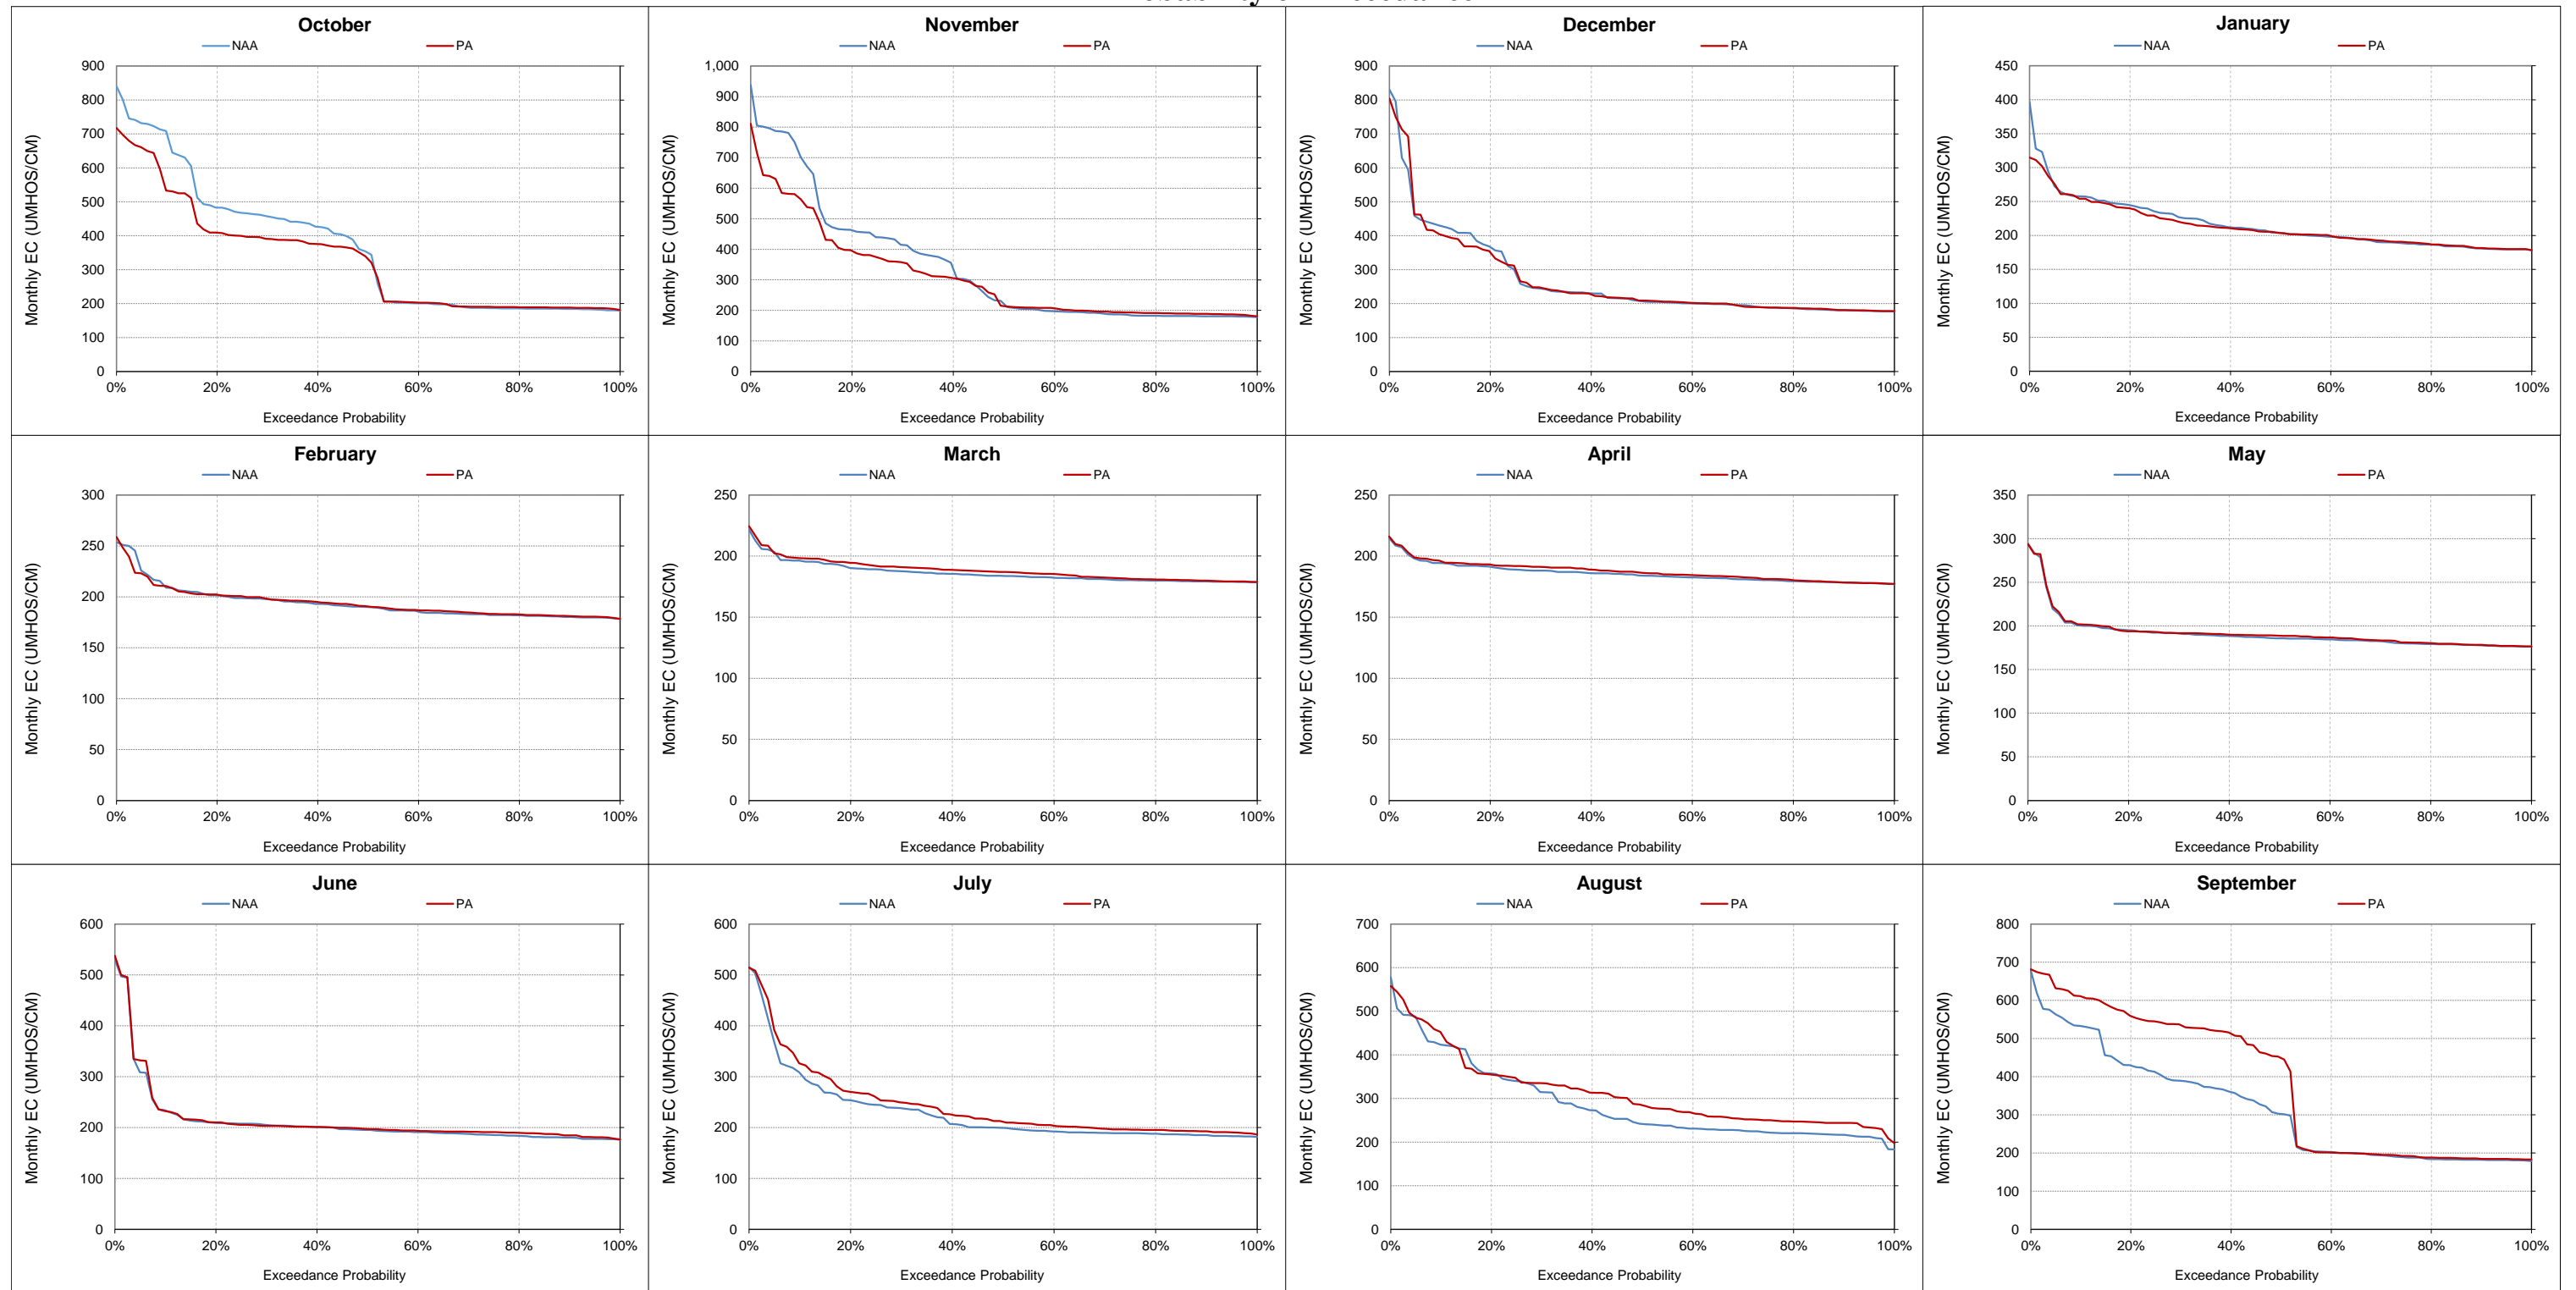 October
NAA PA
900
800
700
600
500
400
300
200
100
0
0% 20% 40% 60% 80% 100%
Monthly EC (UMHOS/CM)
Exceedance Probability
November
NAA PA
1,000
900
800
700
600
500
400
300
200
100
0
0% 20% 40% 60% 80% 100%
Monthly EC (UMHOS/CM)
Exceedance Probability
December
NAA PA
900
800
700
600
500
400
300
200
100
0
0% 20% 40% 60% 80% 100%
Monthly EC (UMHOS/CM)
Exceedance Probability
January
NAA PA
450
400
350
300
250
200
150
100
50
0
0% 20% 40% 60% 80% 100%
Monthly EC (UMHOS/CM)
Exceedance Probability
February
NAA PA
300
250
200
150
100
50
0
0% 20% 40% 60% 80% 100%
Monthly EC (UMHOS/CM)
Exceedance Probability
March
NAA PA
250
200
150
100
50
0
0% 20% 40% 60% 80% 100%
Monthly EC (UMHOS/CM)
Exceedance Probability
April
NAA PA
250
200
150
100
50
0
0% 20% 40% 60% 80% 100%
Monthly EC (UMHOS/CM)
Exceedance Probability
May
NAA PA
350
300
250
200
150
100
50
0
0% 20% 40% 60% 80% 100%
Monthly EC (UMHOS/CM)
Exceedance Probability
June
NAA PA
600
500
400
300
200
100
0
0% 20% 40% 60% 80% 100%
Monthly EC (UMHOS/CM)
Exceedance Probability
July
NAA PA
600
500
400
300
200
100
0
0% 20% 40% 60% 80% 100%
Monthly EC (UMHOS/CM)
Exceedance Probability
August
NAA PA
700
600
500
400
300
200
100
0
0% 20% 40% 60% 80% 100%
Monthly EC (UMHOS/CM)
Exceedance Probability
September
NAA PA
800
700
600
500
400
300
200
100
0
0% 20% 40% 60% 80% 100%
Monthly EC (UMHOS/CM)
Exceedance Probability